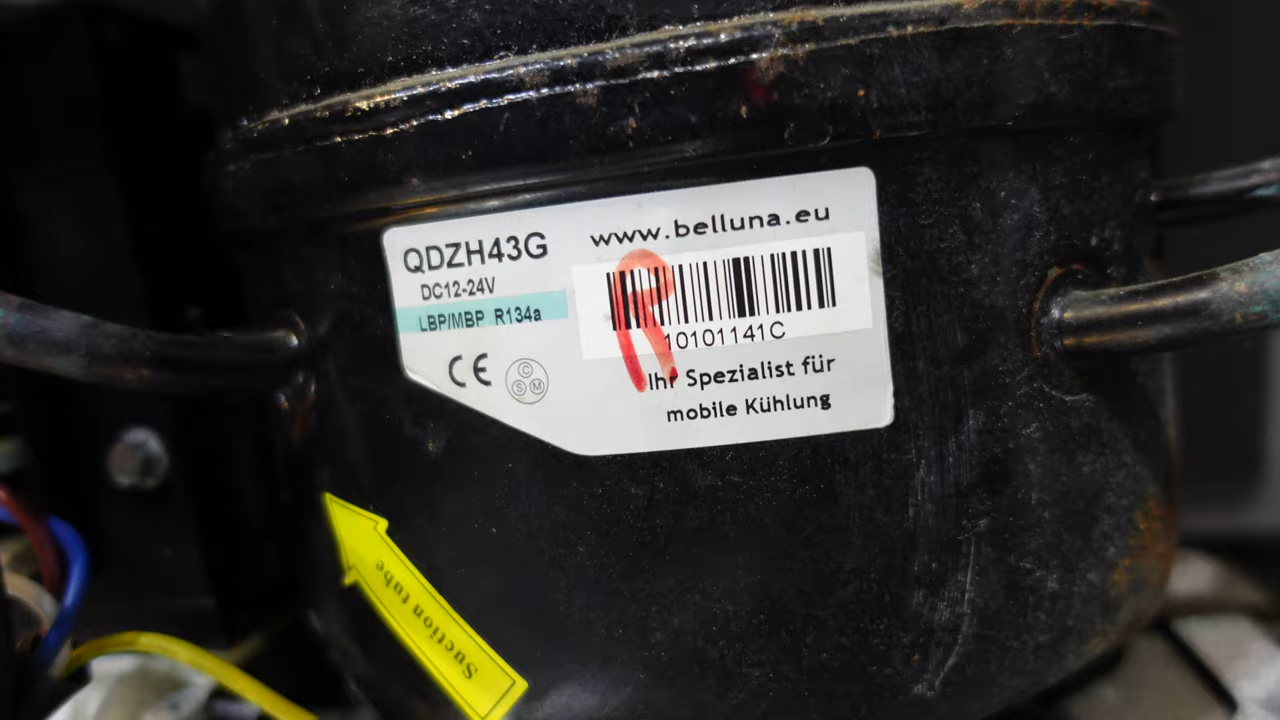 QDZH43G
DC12-24V
LBP/MBP R134a
CE
C
S M
www.belluna.eu
R
10101141C
Ihr Spezialist für
mobile Kühlung
Suction tube